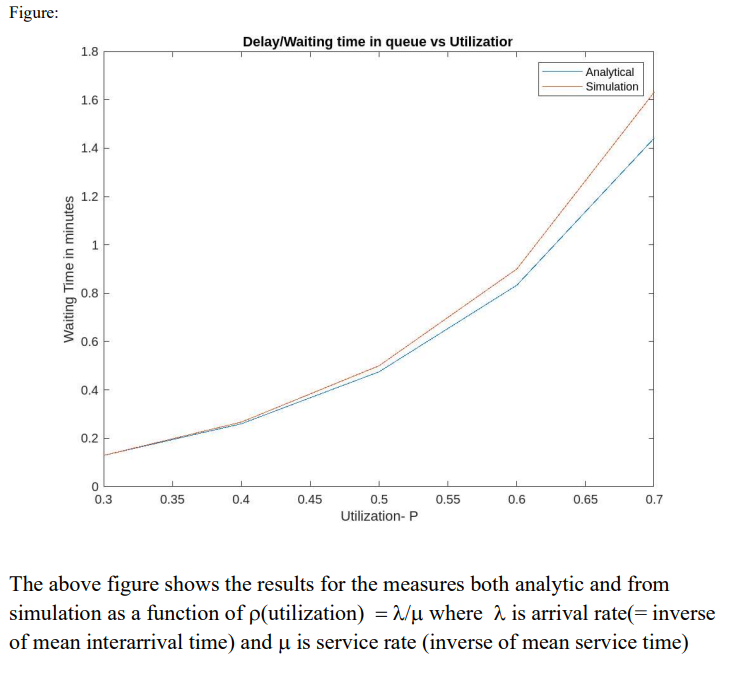 Figure:
Delay/Waiting time in queue vs Utilizatior
Analytical
Simulation
Waiting Time in minutes
1.8
1.6
1.4
1.2
1
0.8
0.6
0.4
0.2
0
0.3 0.35 0.4 0.45 0.5 0.55 0.6 0.65 0.7
Utilization- P
The above figure shows the results for the measures both analytic and from
simulation as a function of ρ(utilization) = λ/μ where λ is arrival rate(= inverse
of mean interarrival time) and μ is service rate (inverse of mean service time)